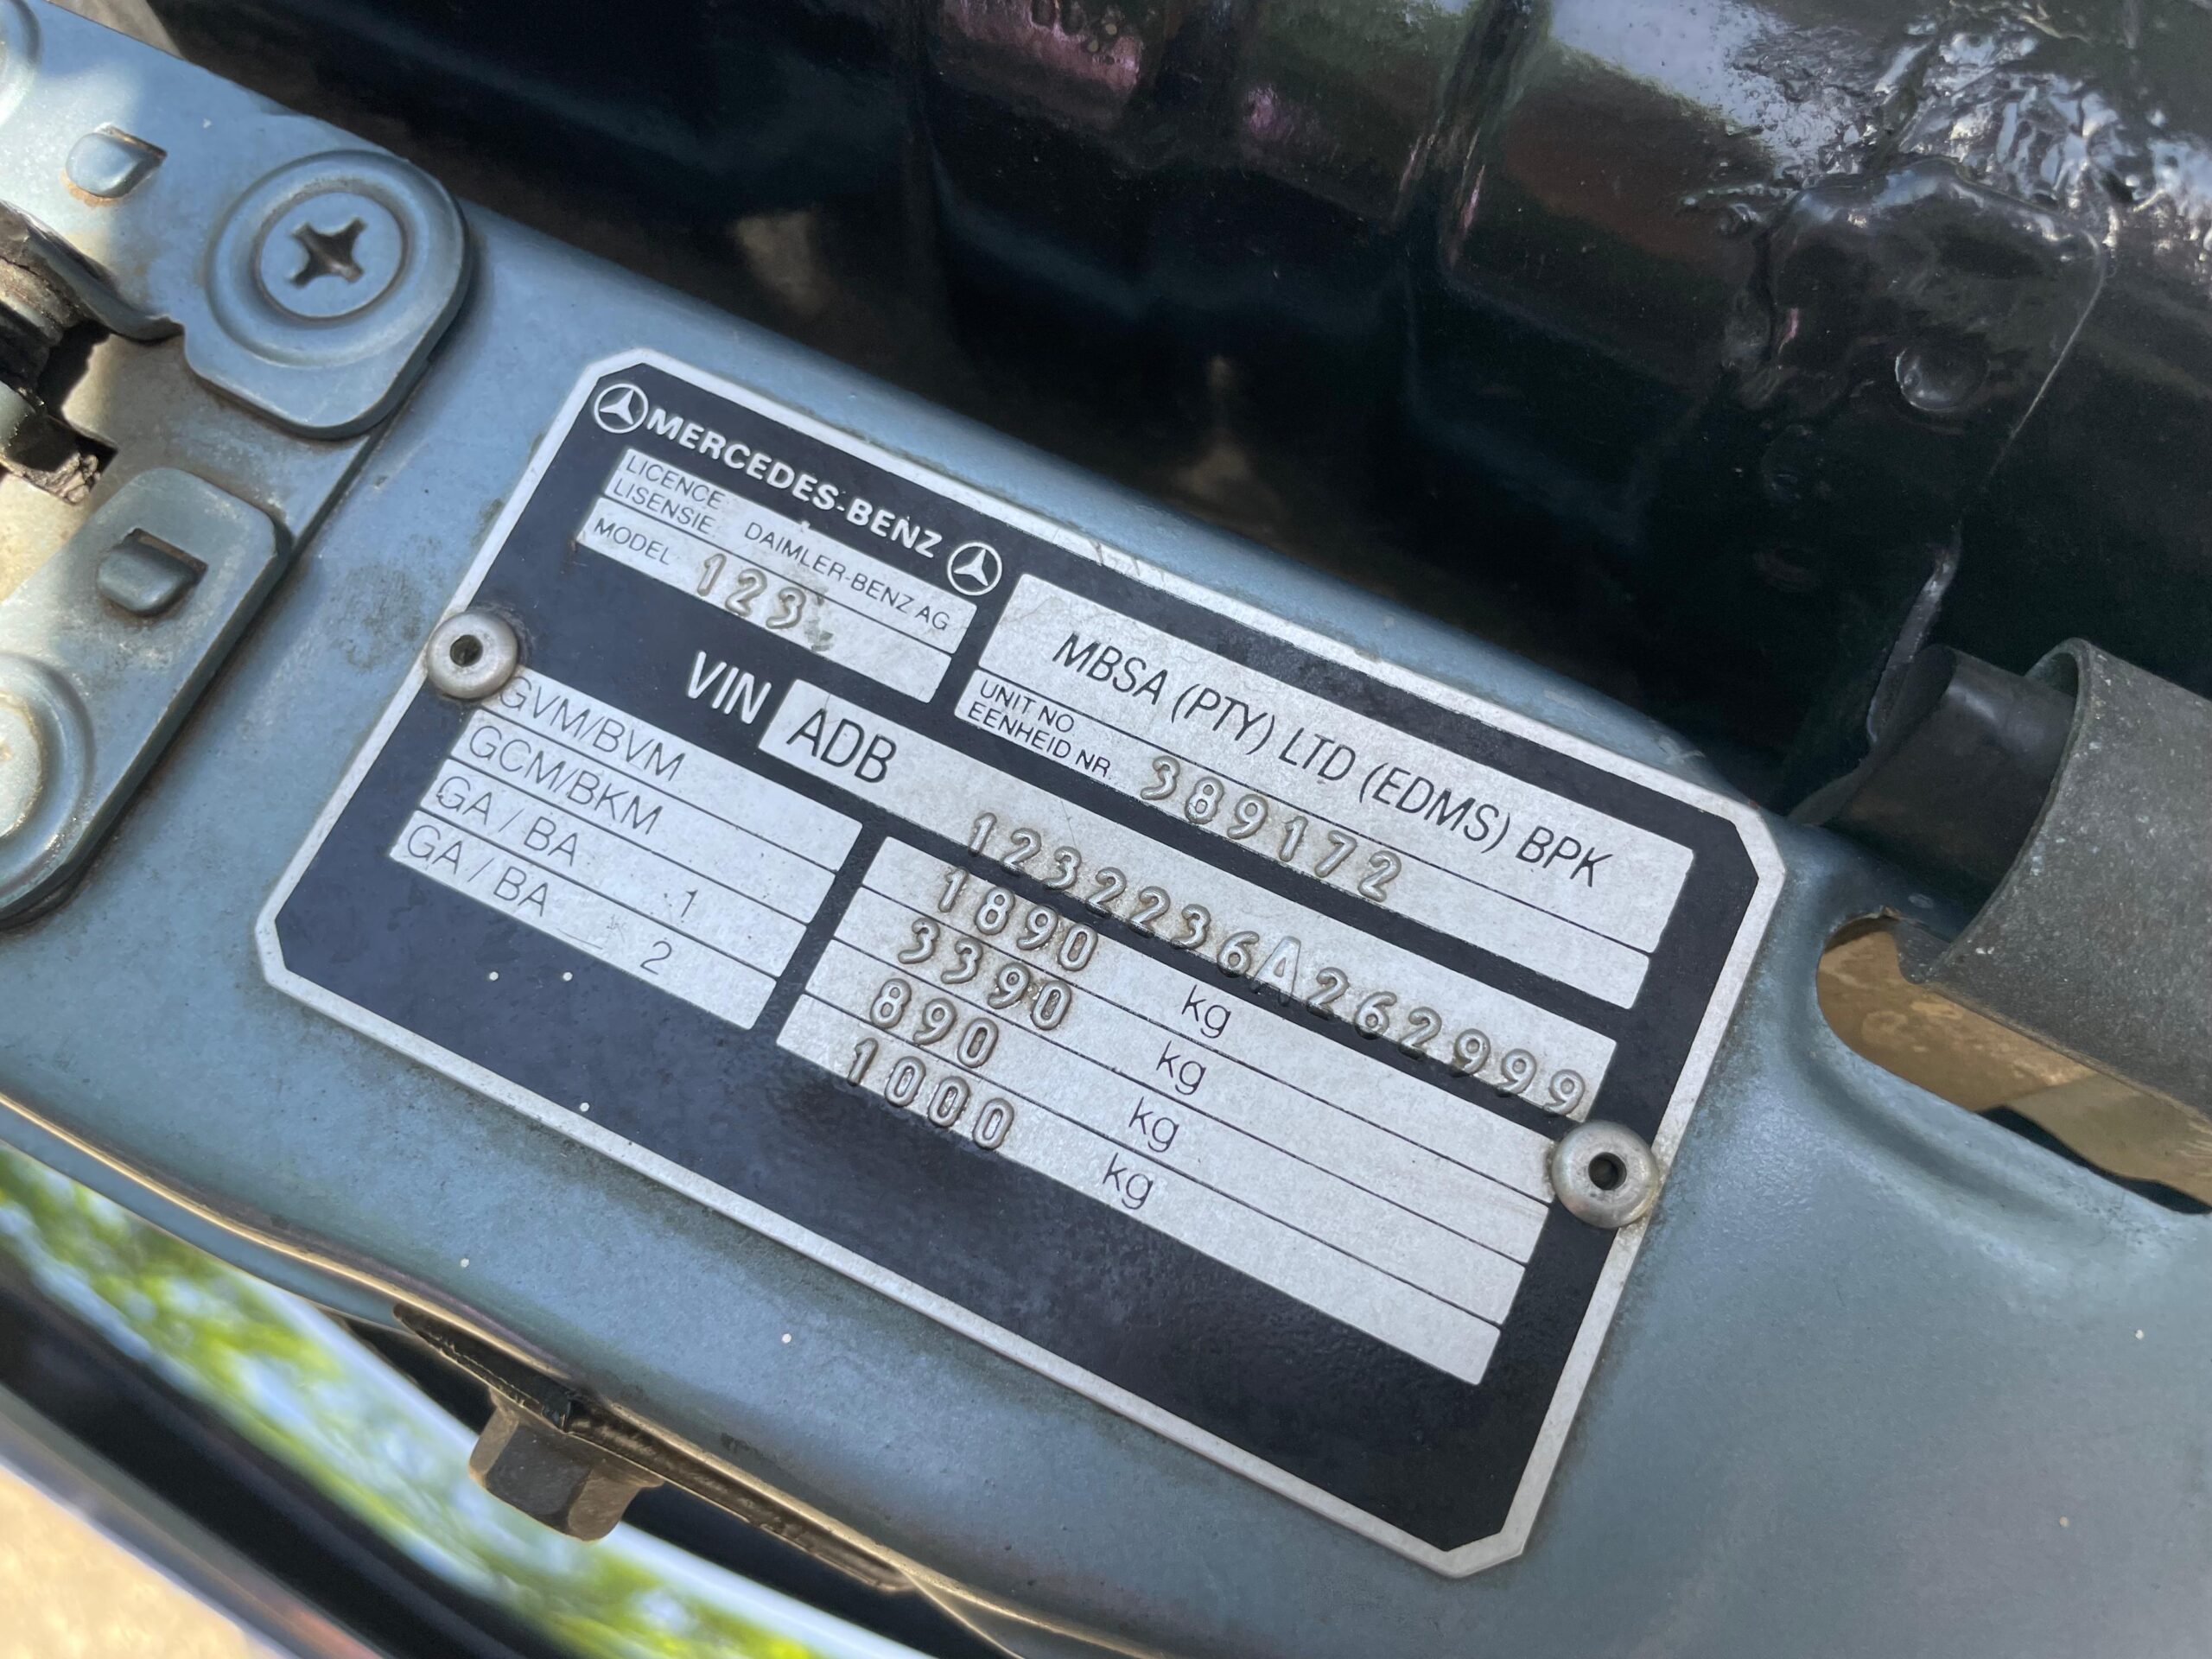 MERCEDES-BENZ
LICENCE
LISENSIE DAIMLER-BENZ AG
MODEL 123
MBSA (PTY) LTD (EDMS) BPK
UNIT NO
EENHEID NR. 389172
VIN ADB 1232236A262999
GVM/BVM 1890 kg
GCM/BKM 3390 kg
GA / BA 1 890 kg
GA / BA 2 1000 kg